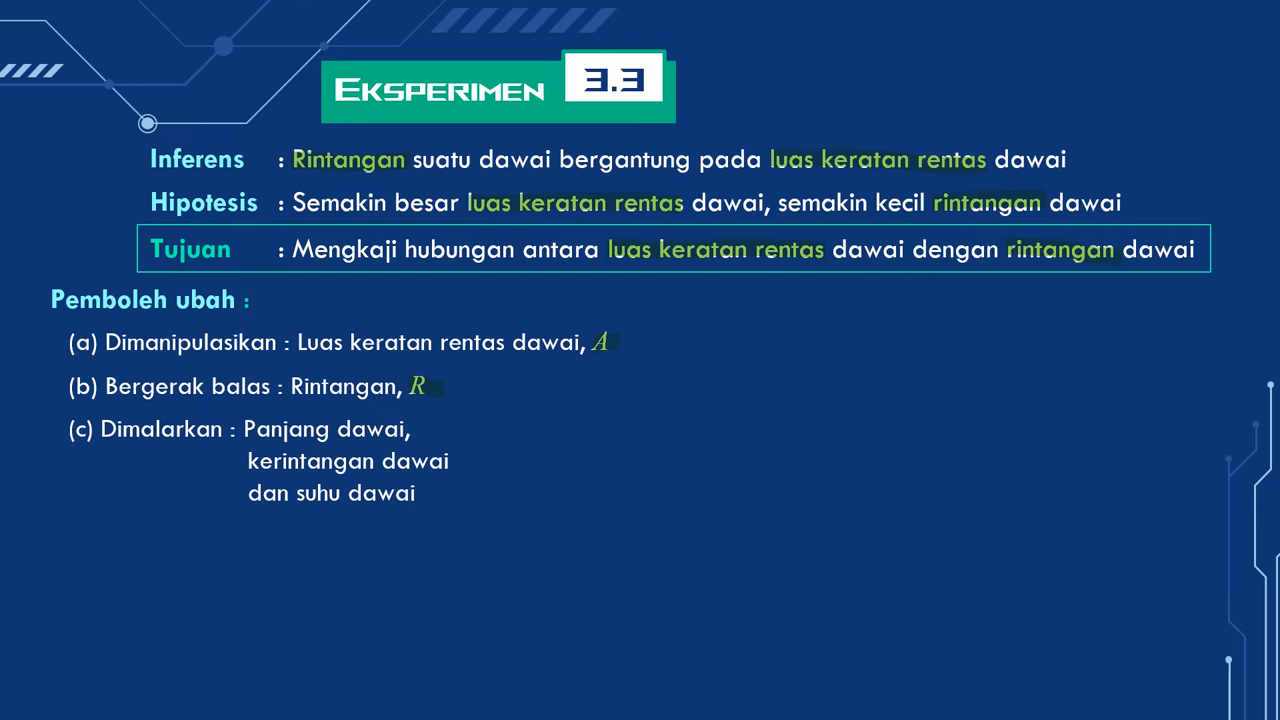 EKSPERIMEN 3.3
Inferens : Rintangan suatu dawai bergantung pada luas keratan rentas dawai
Hipotesis : Semakin besar luas keratan rentas dawai, semakin kecil rintangan dawai
Tujuan : Mengkaji hubungan antara luas keratan rentas dawai dengan rintangan dawai
Pemboleh ubah :
(a) Dimanipulasikan : Luas keratan rentas dawai, A
(b) Bergerak balas : Rintangan, R
(c) Dimalarkan : Panjang dawai,
kerintangan dawai
dan suhu dawai